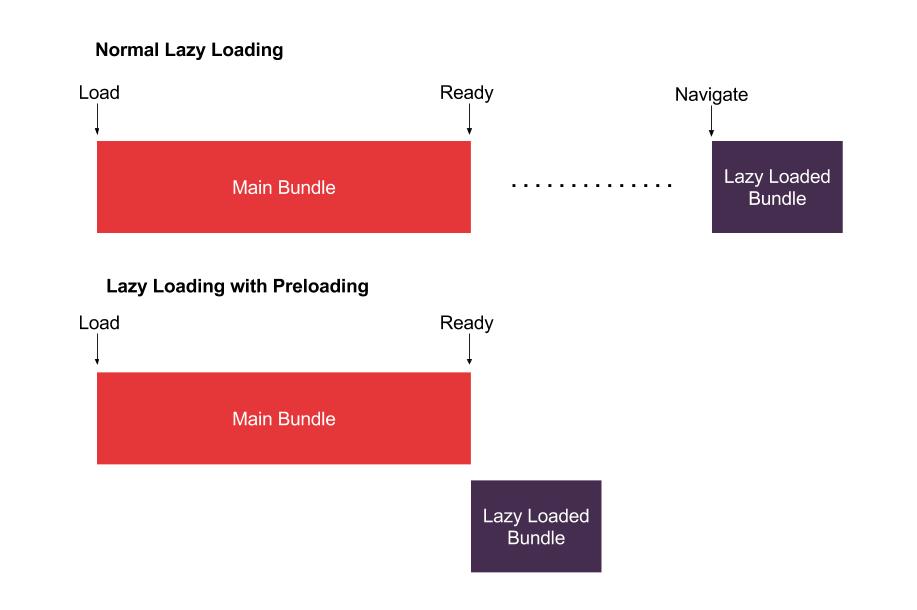 Normal Lazy Loading
Load
Ready
Navigate
Main Bundle
Lazy Loaded
Bundle
Lazy Loading with Preloading
Load
Ready
Main Bundle
Lazy Loaded
Bundle